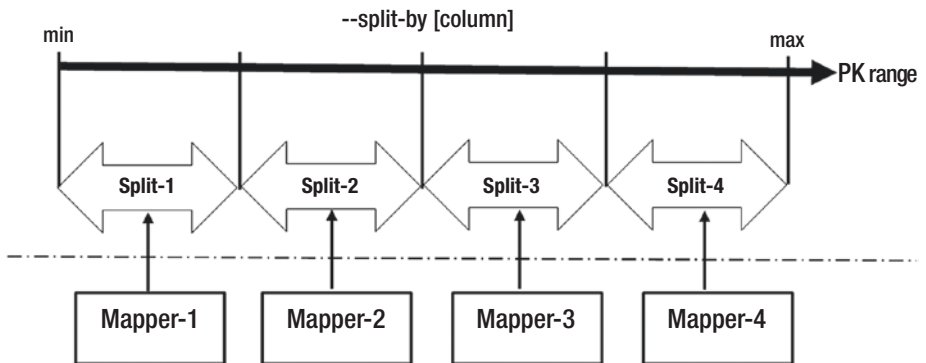 --split-by [column]
min
max
PK range
Split-1
Split-2
Split-3
Split-4
Mapper-1
Mapper-2
Mapper-3
Mapper-4